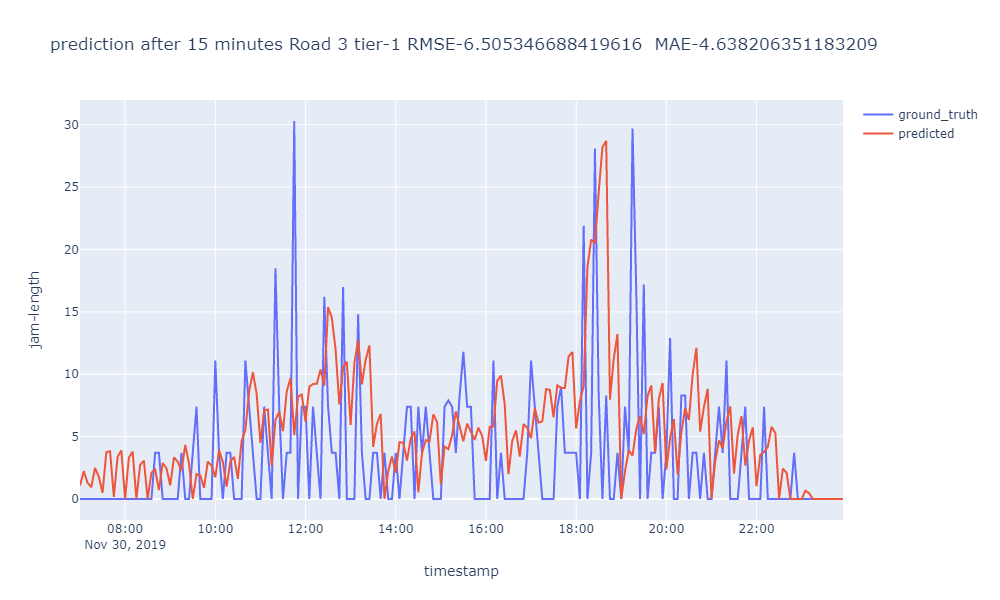 prediction after 15 minutes Road 3 tier-1 RMSE-6.505346688419616  MAE-4.638206351183209
ground_truth
predicted
30
25
20
15
10
5
0
jam-length
08:00 10:00 12:00 14:00 16:00 18:00 20:00 22:00
Nov 30, 2019
timestamp